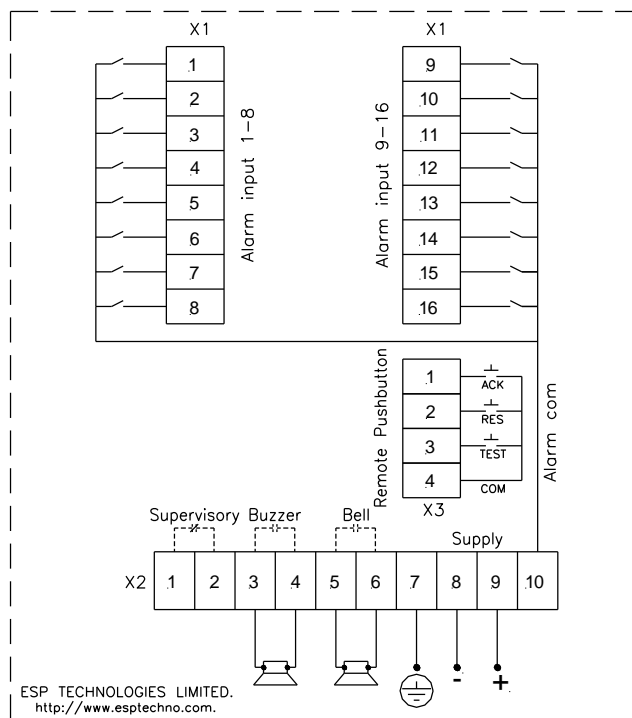 X1 X1
1 9
2 10
3 11
4 12
5 13
6 14
7 15
8 16
Alarm input 1-8
Alarm input 9-16
Remote Pushbutton
1 ACK
2 RES
3 TEST
4 COM
X3
Alarm com
Supervisory Buzzer Bell Supply
X2 1 2 3 4 5 6 7 8 9 10
- +
ESP TECHNOLOGIES LIMITED.
http://www.esptechno.com.